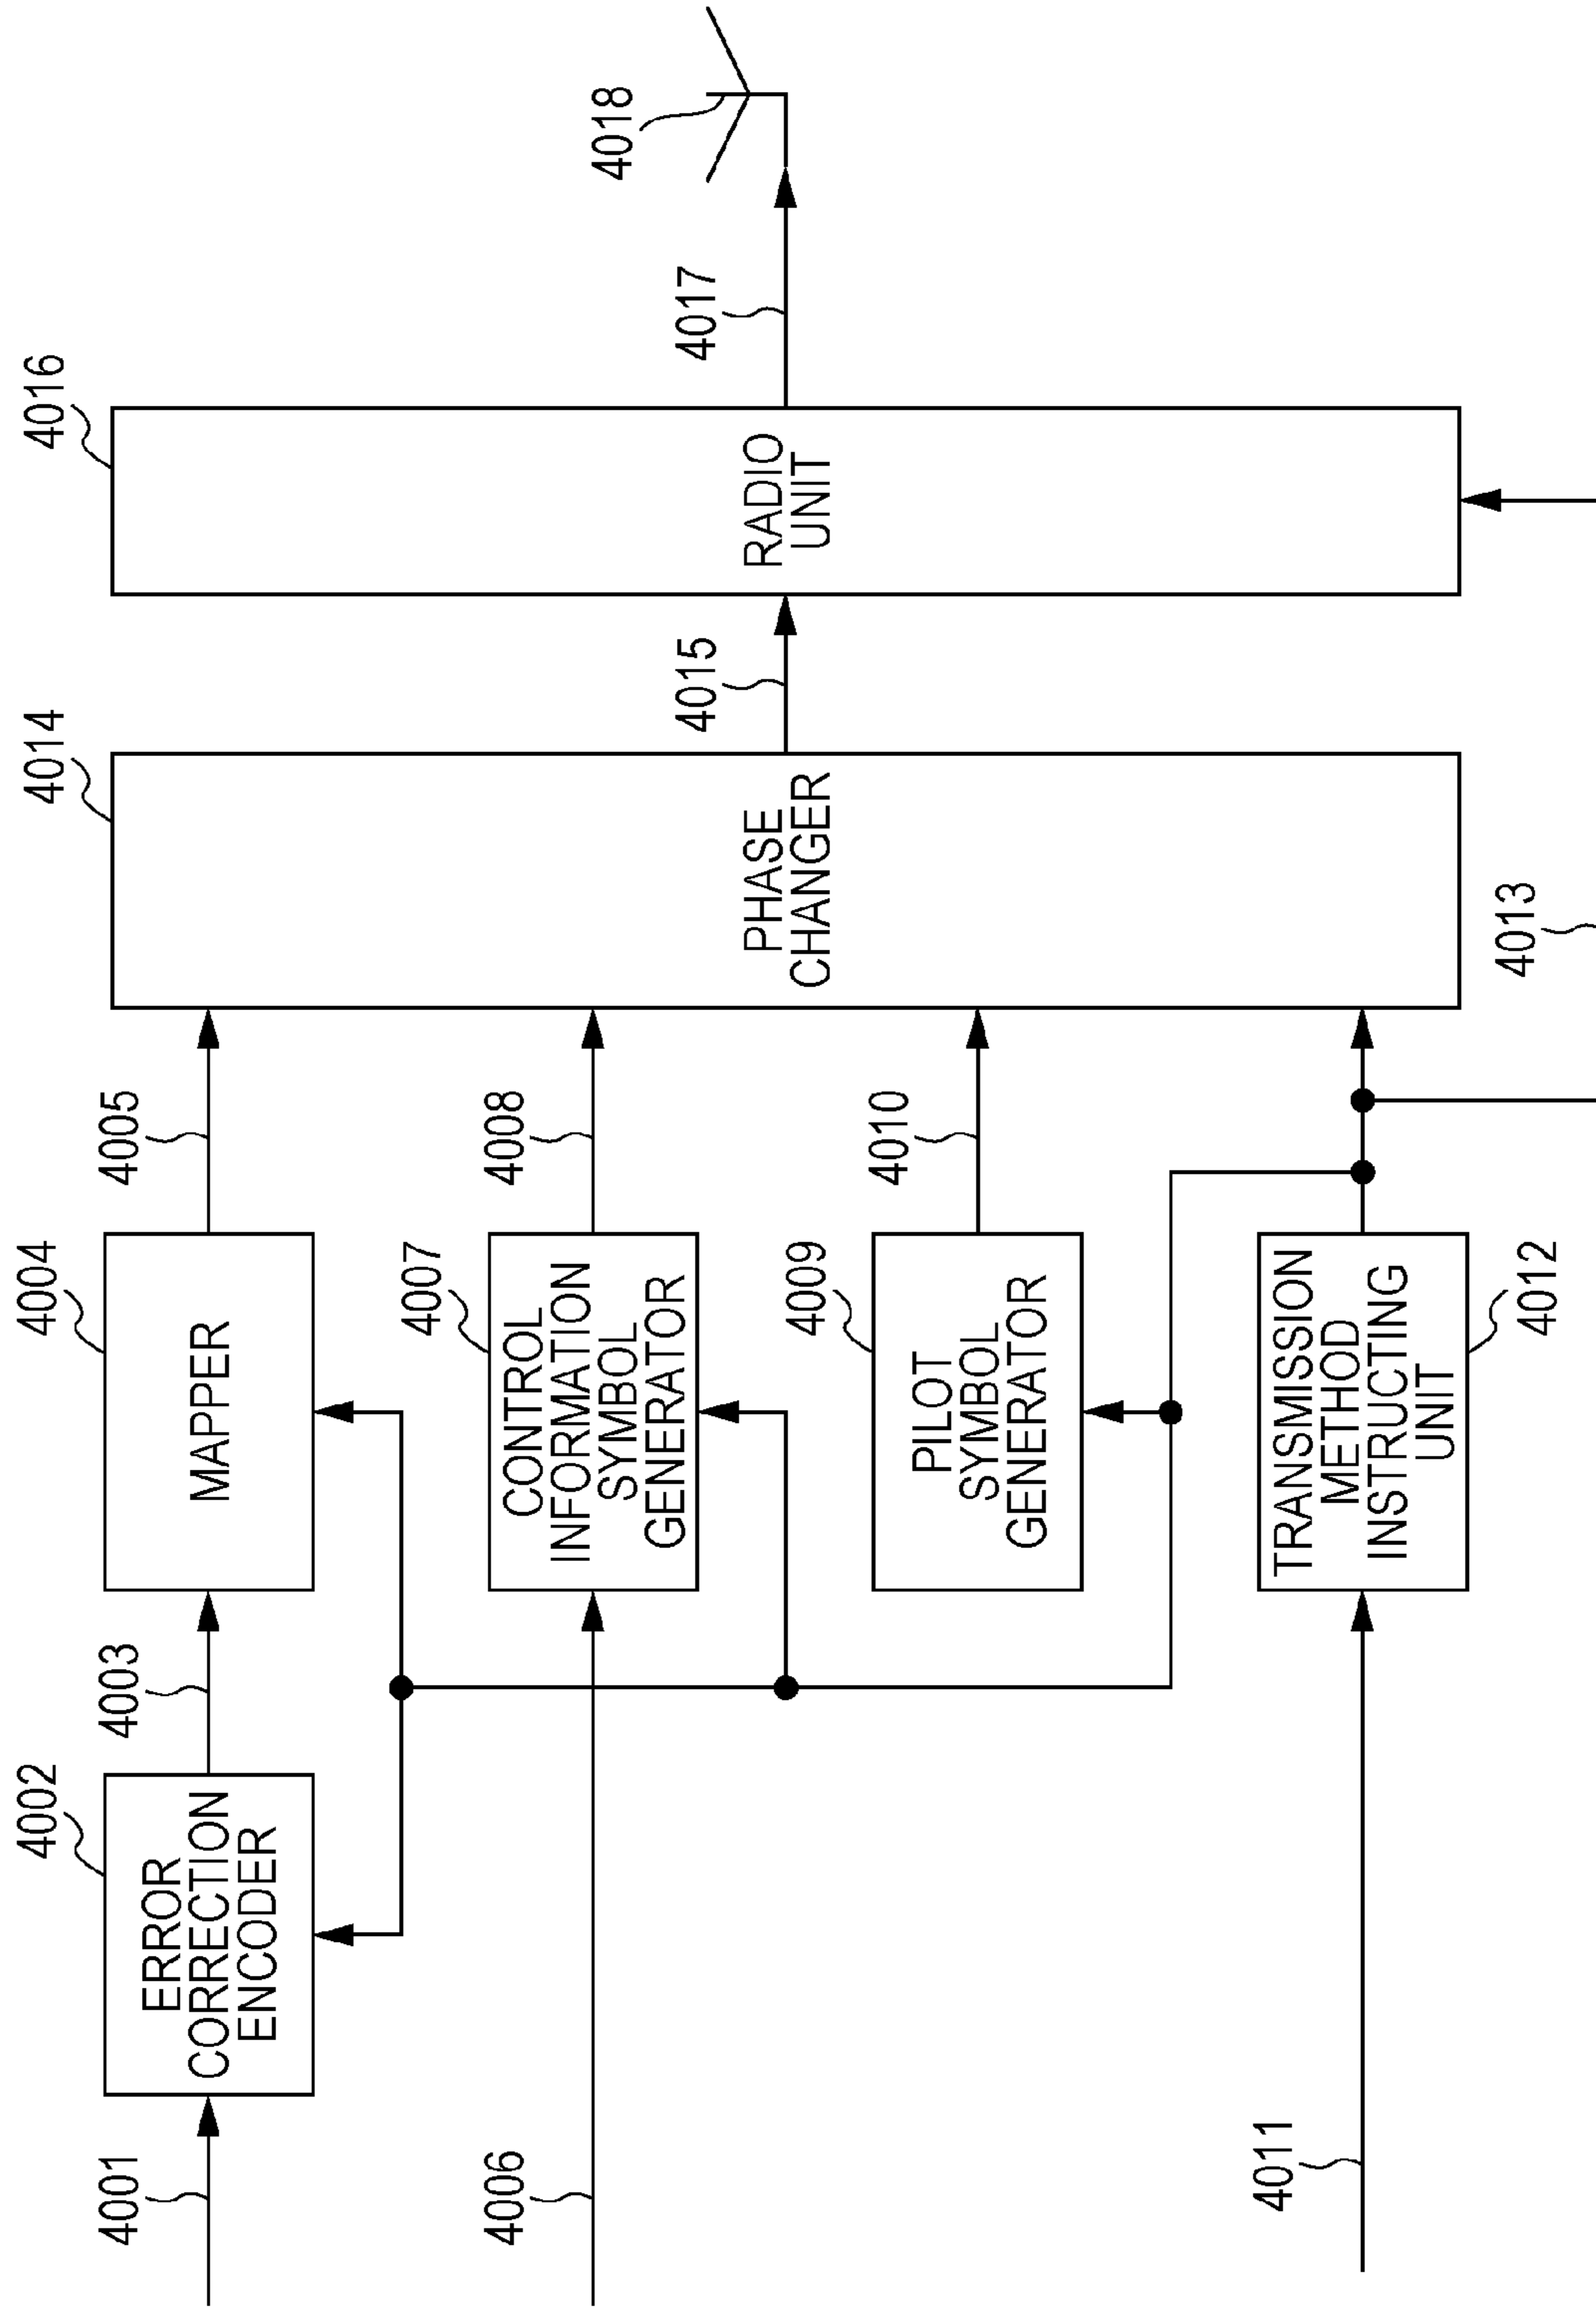 4001
4002
ERROR
CORRECTION
ENCODER
4003
4004
MAPPER
4005
4006
4007
CONTROL
INFORMATION
SYMBOL
GENERATOR
4008
4009
PILOT
SYMBOL
GENERATOR
4010
4011
TRANSMISSION
METHOD
INSTRUCTING
UNIT
4012
4013
4014
PHASE
CHANGER
4015
4016
RADIO
UNIT
4017
4018